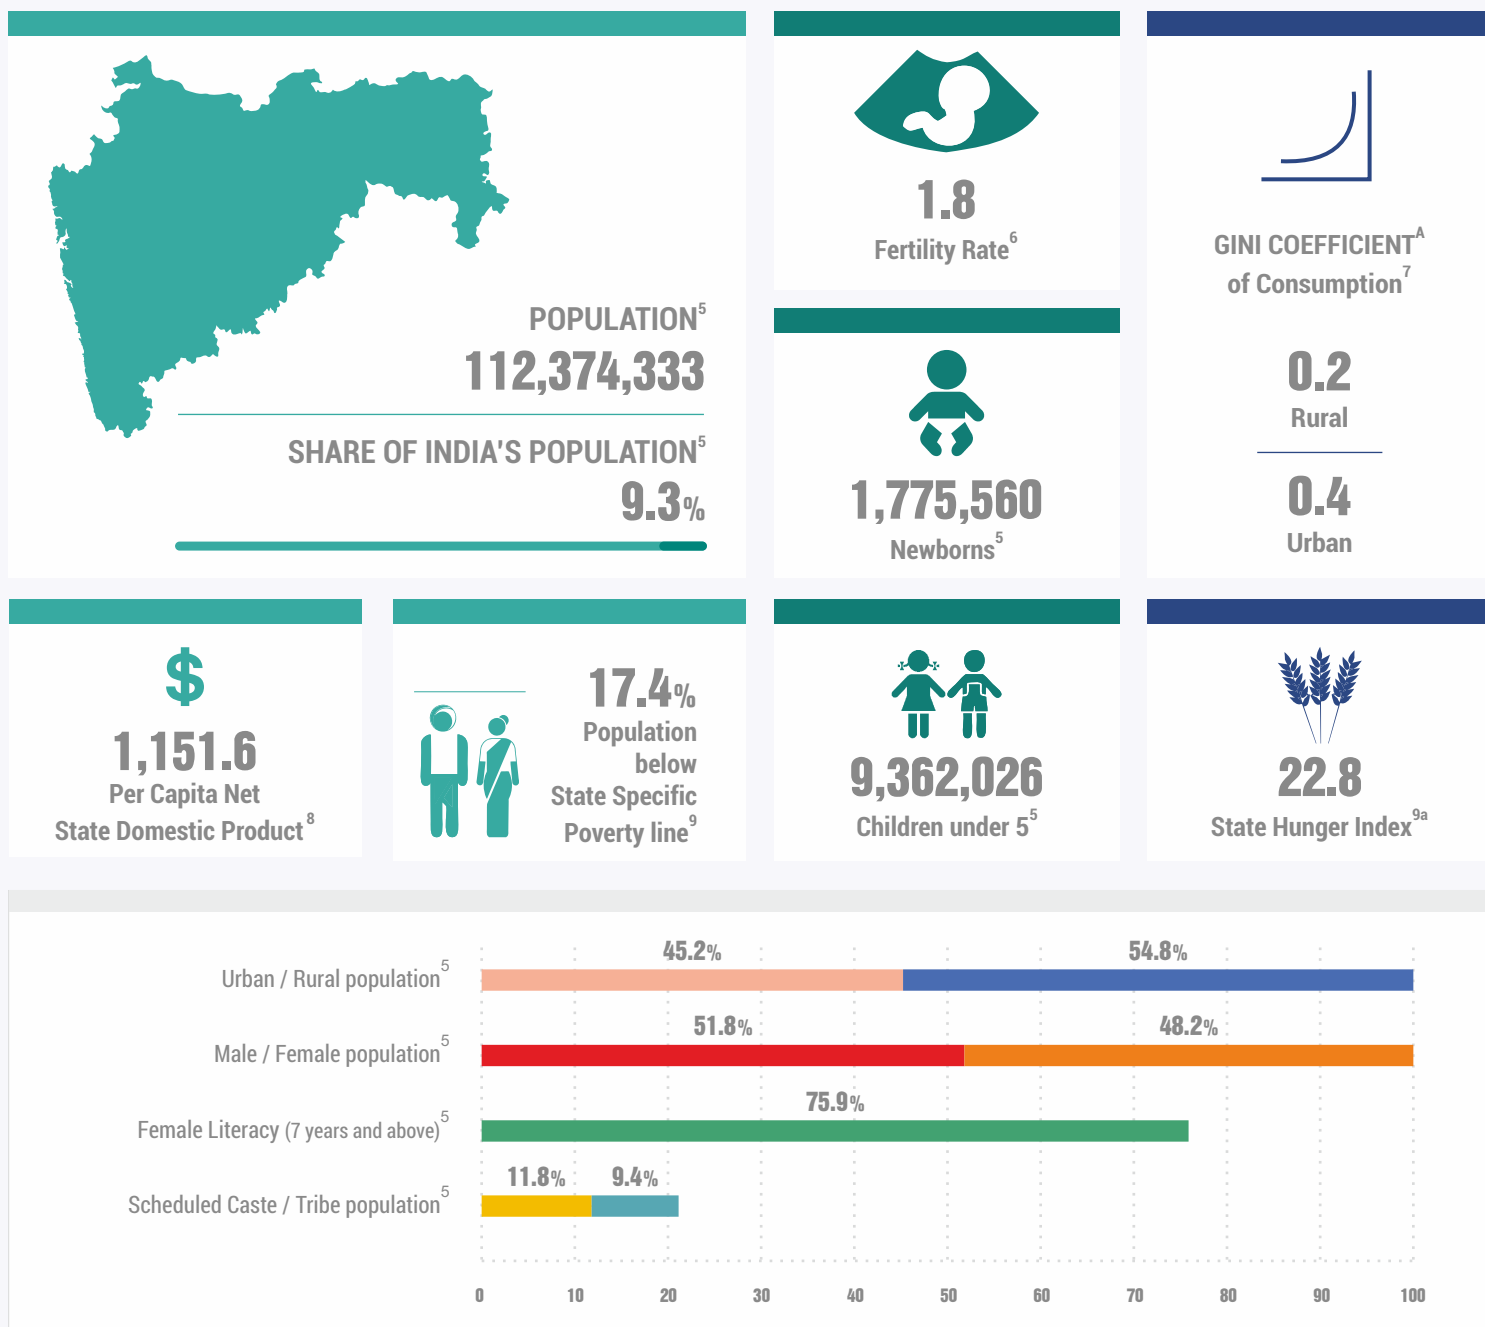 POPULATION5
112,374,333
SHARE OF INDIA'S POPULATION5
9.3%
1.8
Fertility Rate6
1,775,560
Newborns5
GINI COEFFICIENTA
of Consumption7
0.2
Rural
0.4
Urban
$
1,151.6
Per Capita Net
State Domestic Product8
17.4%
Population
below
State Specific
Poverty line9
9,362,026
Children under 55
22.8
State Hunger Index9a
45.2% 54.8%
Urban / Rural population5
51.8% 48.2%
Male / Female population5
75.9%
Female Literacy (7 years and above)5
11.8% 9.4%
Scheduled Caste / Tribe population5
0 10 20 30 40 50 60 70 80 90 100